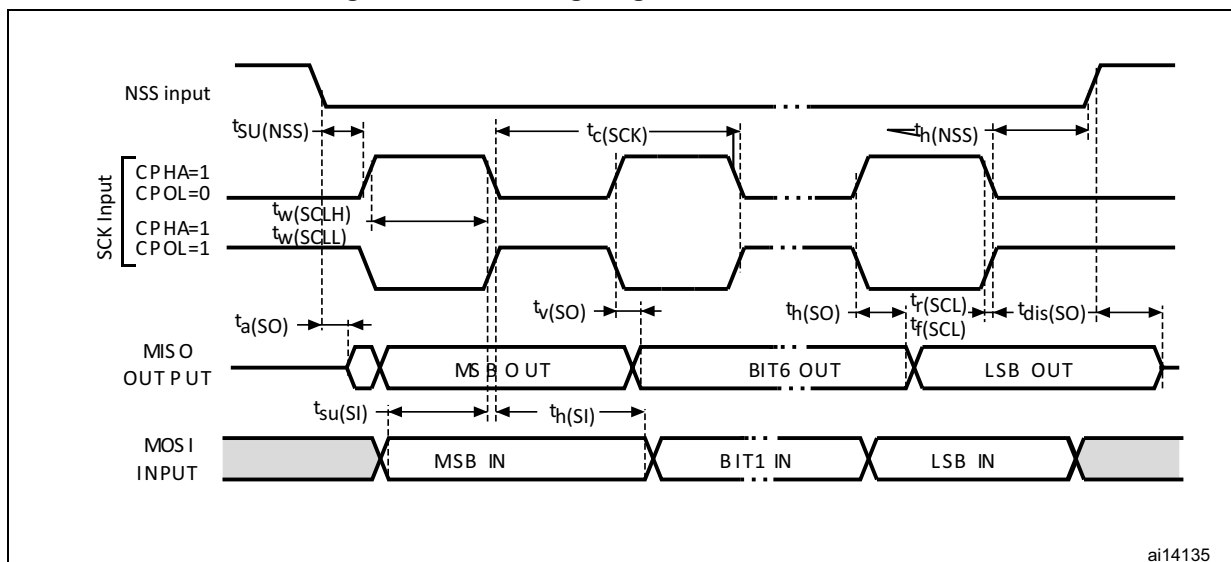 NSS input
tSU(NSS)
tc(SCK)
th(NSS)
SCK Input
CPHA=1
CPOL=0
CPHA=1
CPOL=1
tw(SCLH)
tw(SCLL)
ta(SO)
tv(SO)
th(SO)
tr(SCL)
tf(SCL)
tdis(SO)
MISO
OUTPUT
MSB OUT
BIT6 OUT
LSB OUT
tsu(SI)
th(SI)
MOSI
INPUT
MSB IN
BIT1 IN
LSB IN
ai14135